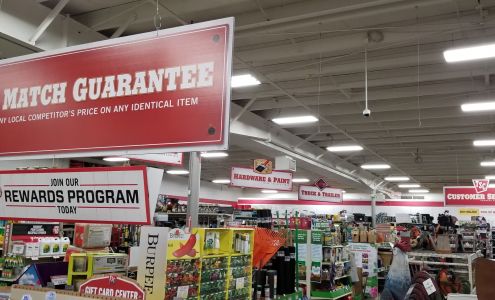 MATCH GUARANTEE
NY LOCAL COMPETITOR'S PRICE ON ANY IDENTICAL ITEM
JOIN OUR
REWARDS PROGRAM
TODAY
HARDWARE & PAINT
TRUCK & TRAILER
CUSTOMER SE
BURPEE
GIFT CARD CENTER